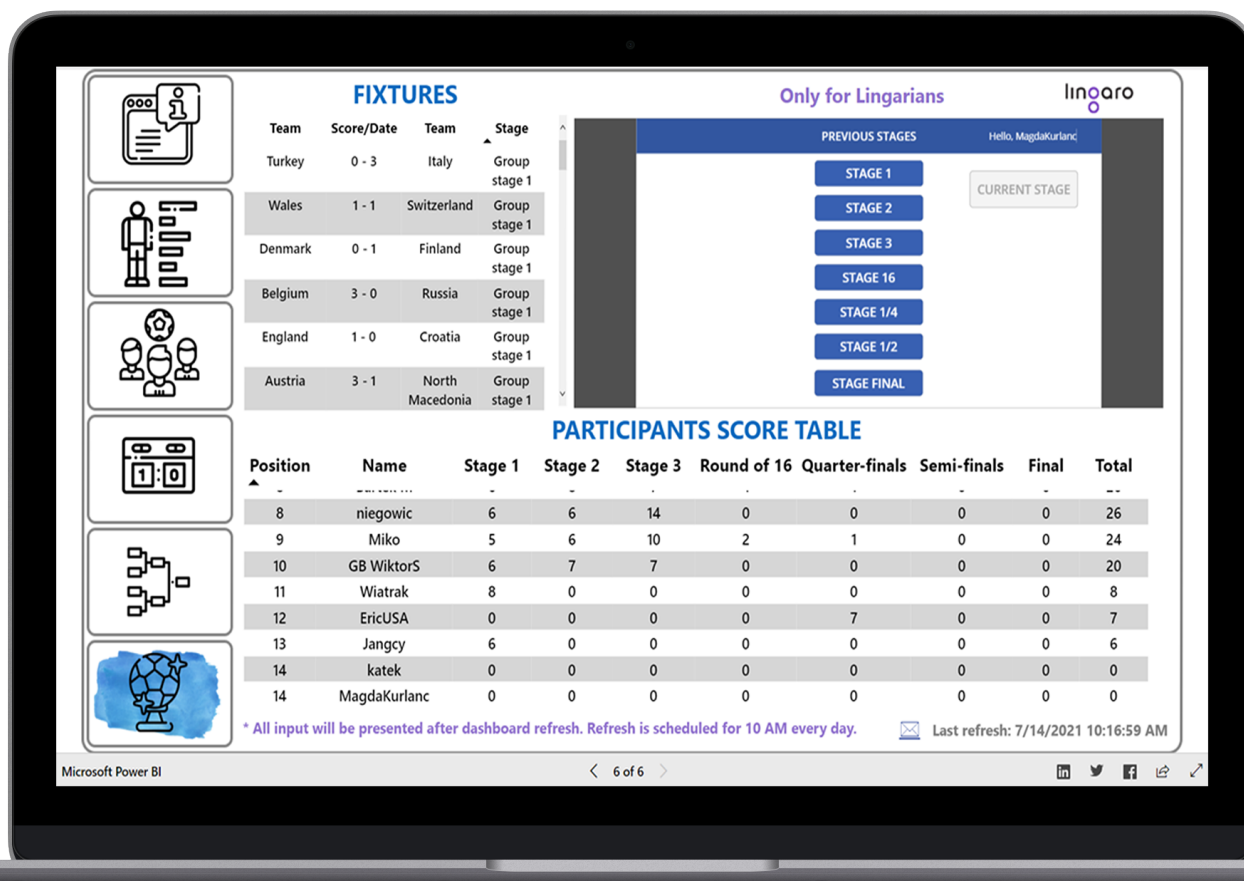 FIXTURES
Team Score/Date Team Stage
Turkey 0 - 3 Italy Group stage 1
Wales 1 - 1 Switzerland Group stage 1
Denmark 0 - 1 Finland Group stage 1
Belgium 3 - 0 Russia Group stage 1
England 1 - 0 Croatia Group stage 1
Austria 3 - 1 North Macedonia Group stage 1
Only for Lingarians
lingaro
PREVIOUS STAGES
Hello, MagdaKurlanc
STAGE 1
CURRENT STAGE
STAGE 2
STAGE 3
STAGE 16
STAGE 1/4
STAGE 1/2
STAGE FINAL
1:0
PARTICIPANTS SCORE TABLE
Position Name Stage 1 Stage 2 Stage 3 Round of 16 Quarter-finals Semi-finals Final Total
8 niegowic 6 6 14 0 0 0 0 26
9 Miko 5 6 10 2 1 0 0 24
10 GB WiktorS 6 7 7 0 0 0 0 20
11 Wiatrak 8 0 0 0 0 0 0 8
12 EricUSA 0 0 0 0 7 0 0 7
13 Jangcy 6 0 0 0 0 0 0 6
14 katek 0 0 0 0 0 0 0 0
14 MagdaKurlanc 0 0 0 0 0 0 0 0
* All input will be presented after dashboard refresh. Refresh is scheduled for 10 AM every day.
Last refresh: 7/14/2021 10:16:59 AM
Microsoft Power BI
6 of 6